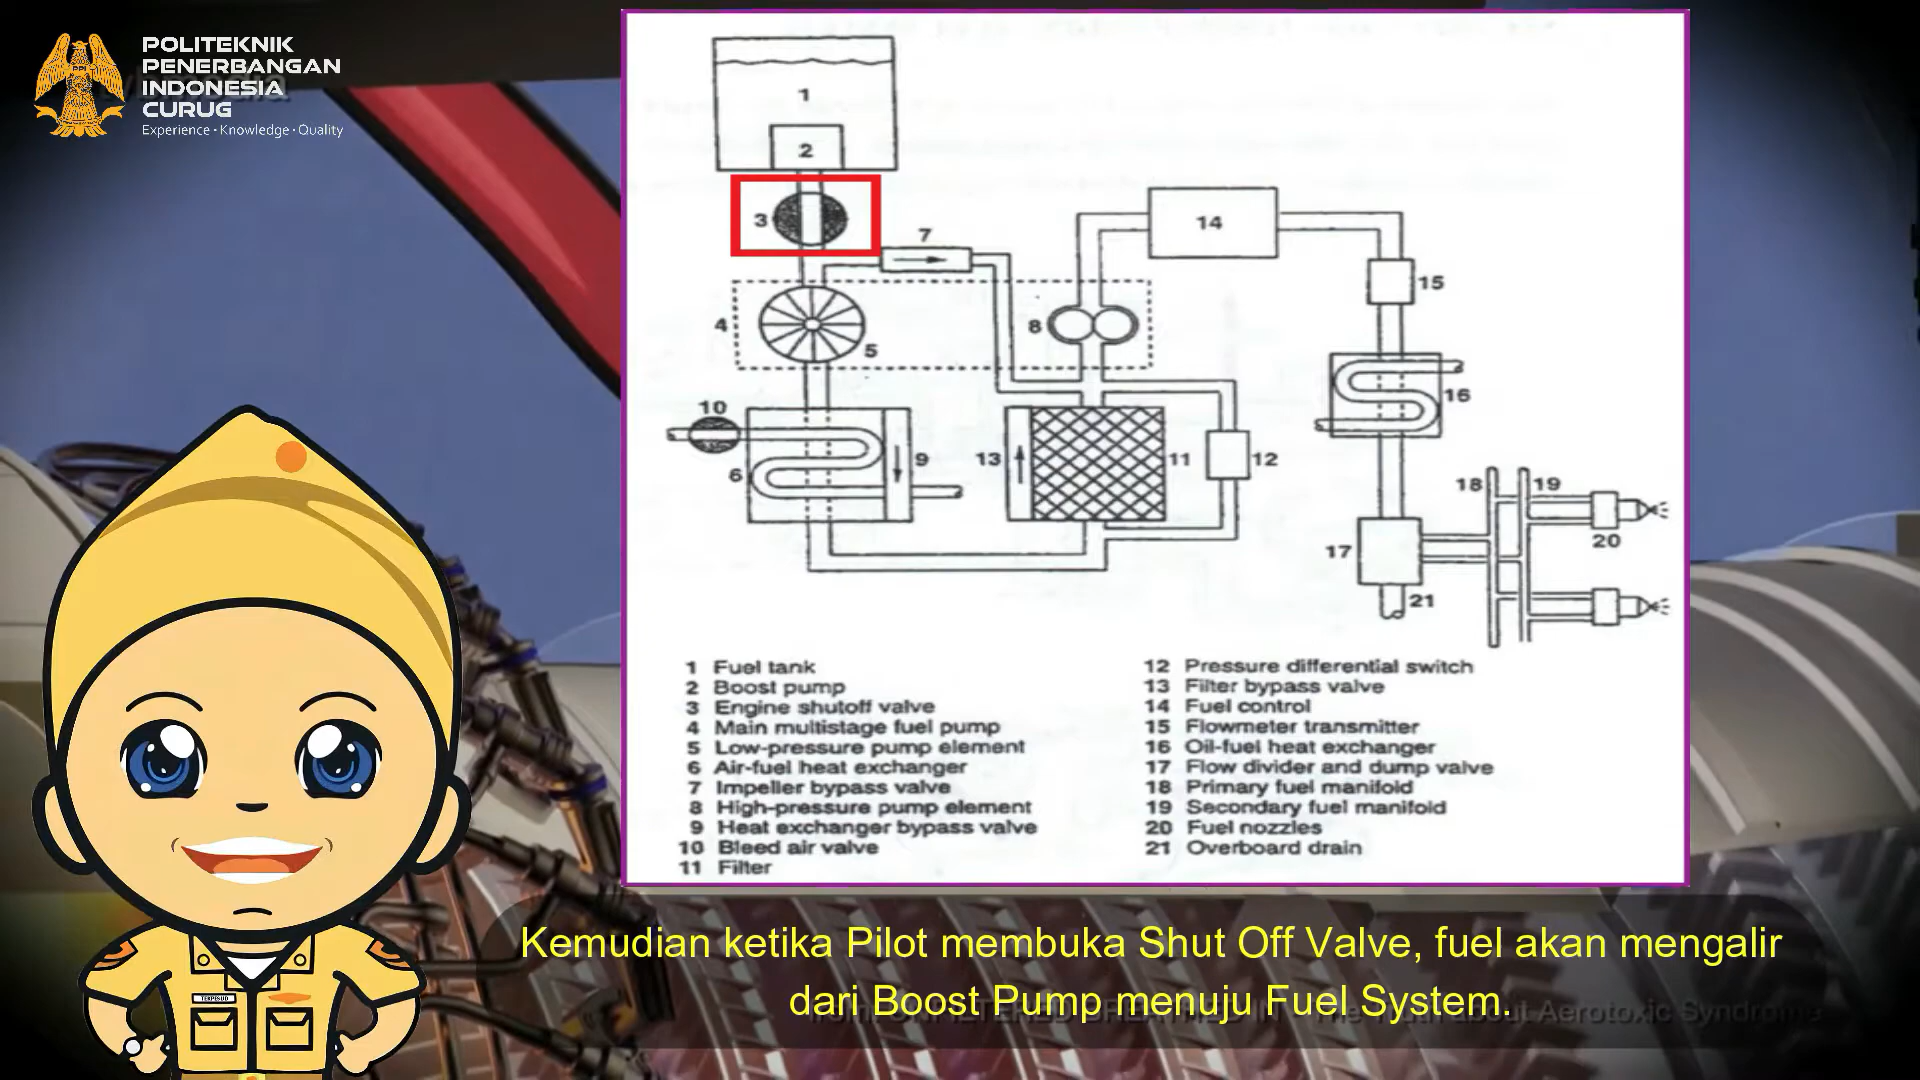 POLITEKNIK
PENERBANGAN
INDONESIA
CURUG
Experience · Knowledge · Quality
1
2
3
7
14
15
4
5
8
10
16
6
9
13
11
12
18
19
20
17
21
1 Fuel tank
2 Boost pump
3 Engine shutoff valve
4 Main multistage fuel pump
5 Low-pressure pump element
6 Air-fuel heat exchanger
7 Impeller bypass valve
8 High-pressure pump element
9 Heat exchanger bypass valve
10 Bleed air valve
11 Filter
12 Pressure differential switch
13 Filter bypass valve
14 Fuel control
15 Flowmeter transmitter
16 Oil-fuel heat exchanger
17 Flow divider and dump valve
18 Primary fuel manifold
19 Secondary fuel manifold
20 Fuel nozzles
21 Overboard drain
Kemudian ketika Pilot membuka Shut Off Valve, fuel akan mengalir
dari Boost Pump menuju Fuel System.
about Aerotoxic Syndrome